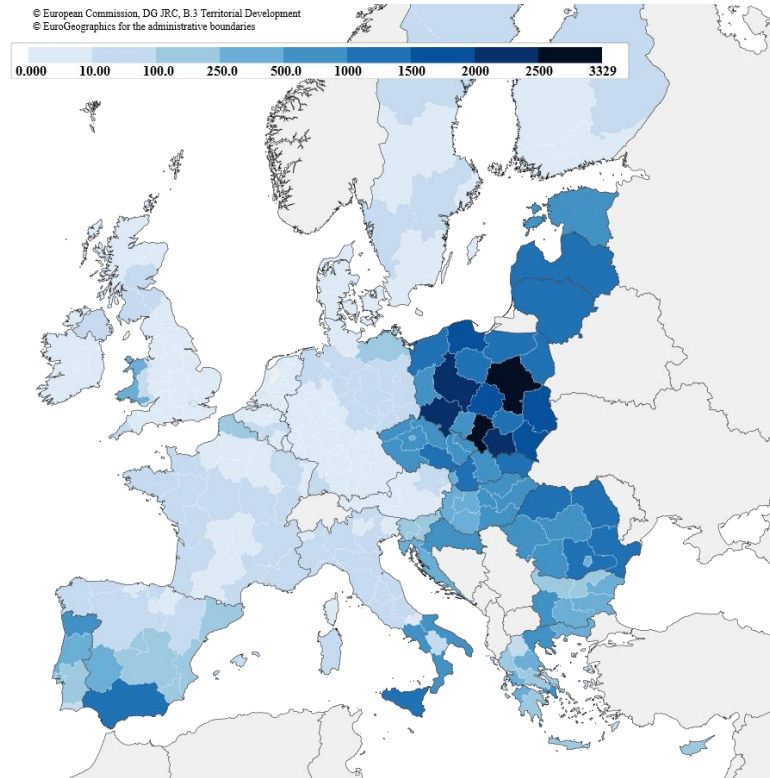 © European Commission, DG JRC, B.3 Territorial Development
© EuroGeographics for the administrative boundaries
0.000 10.00 100.0 250.0 500.0 1000 1500 2000 2500 3329